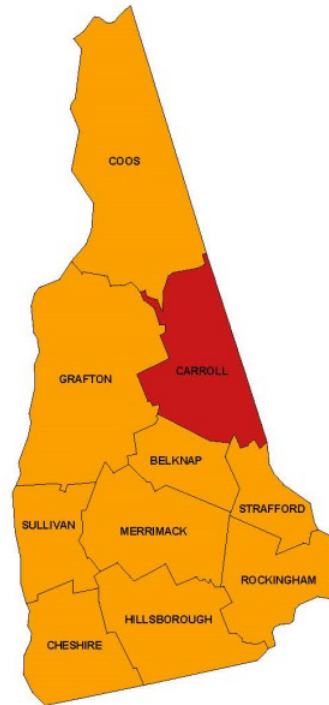 COOS
CARROLL
GRAFTON
BELKNAP
STRAFFORD
SULLIVAN
MERRIMACK
ROCKINGHAM
HILLSBOROUGH
CHESHIRE